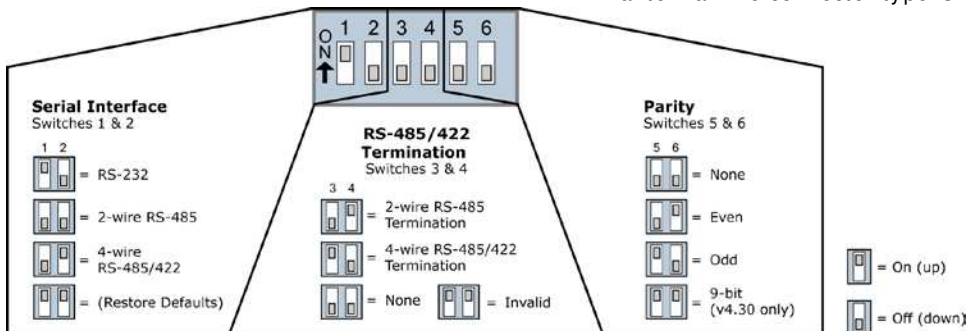 ON
1 2 3 4 5 6
Serial Interface
Switches 1 & 2
1 2
= RS-232
= 2-wire RS-485
4-wire
= RS-485/422
= (Restore Defaults)
RS-485/422
Termination
Switches 3 & 4
3 4
2-wire RS-485
= Termination
4-wire RS-485/422
= Termination
= None
= Invalid
Parity
Switches 5 & 6
5 6
= None
= Even
= Odd
9-bit
= (v4.30 only)
= On (up)
= Off (down)